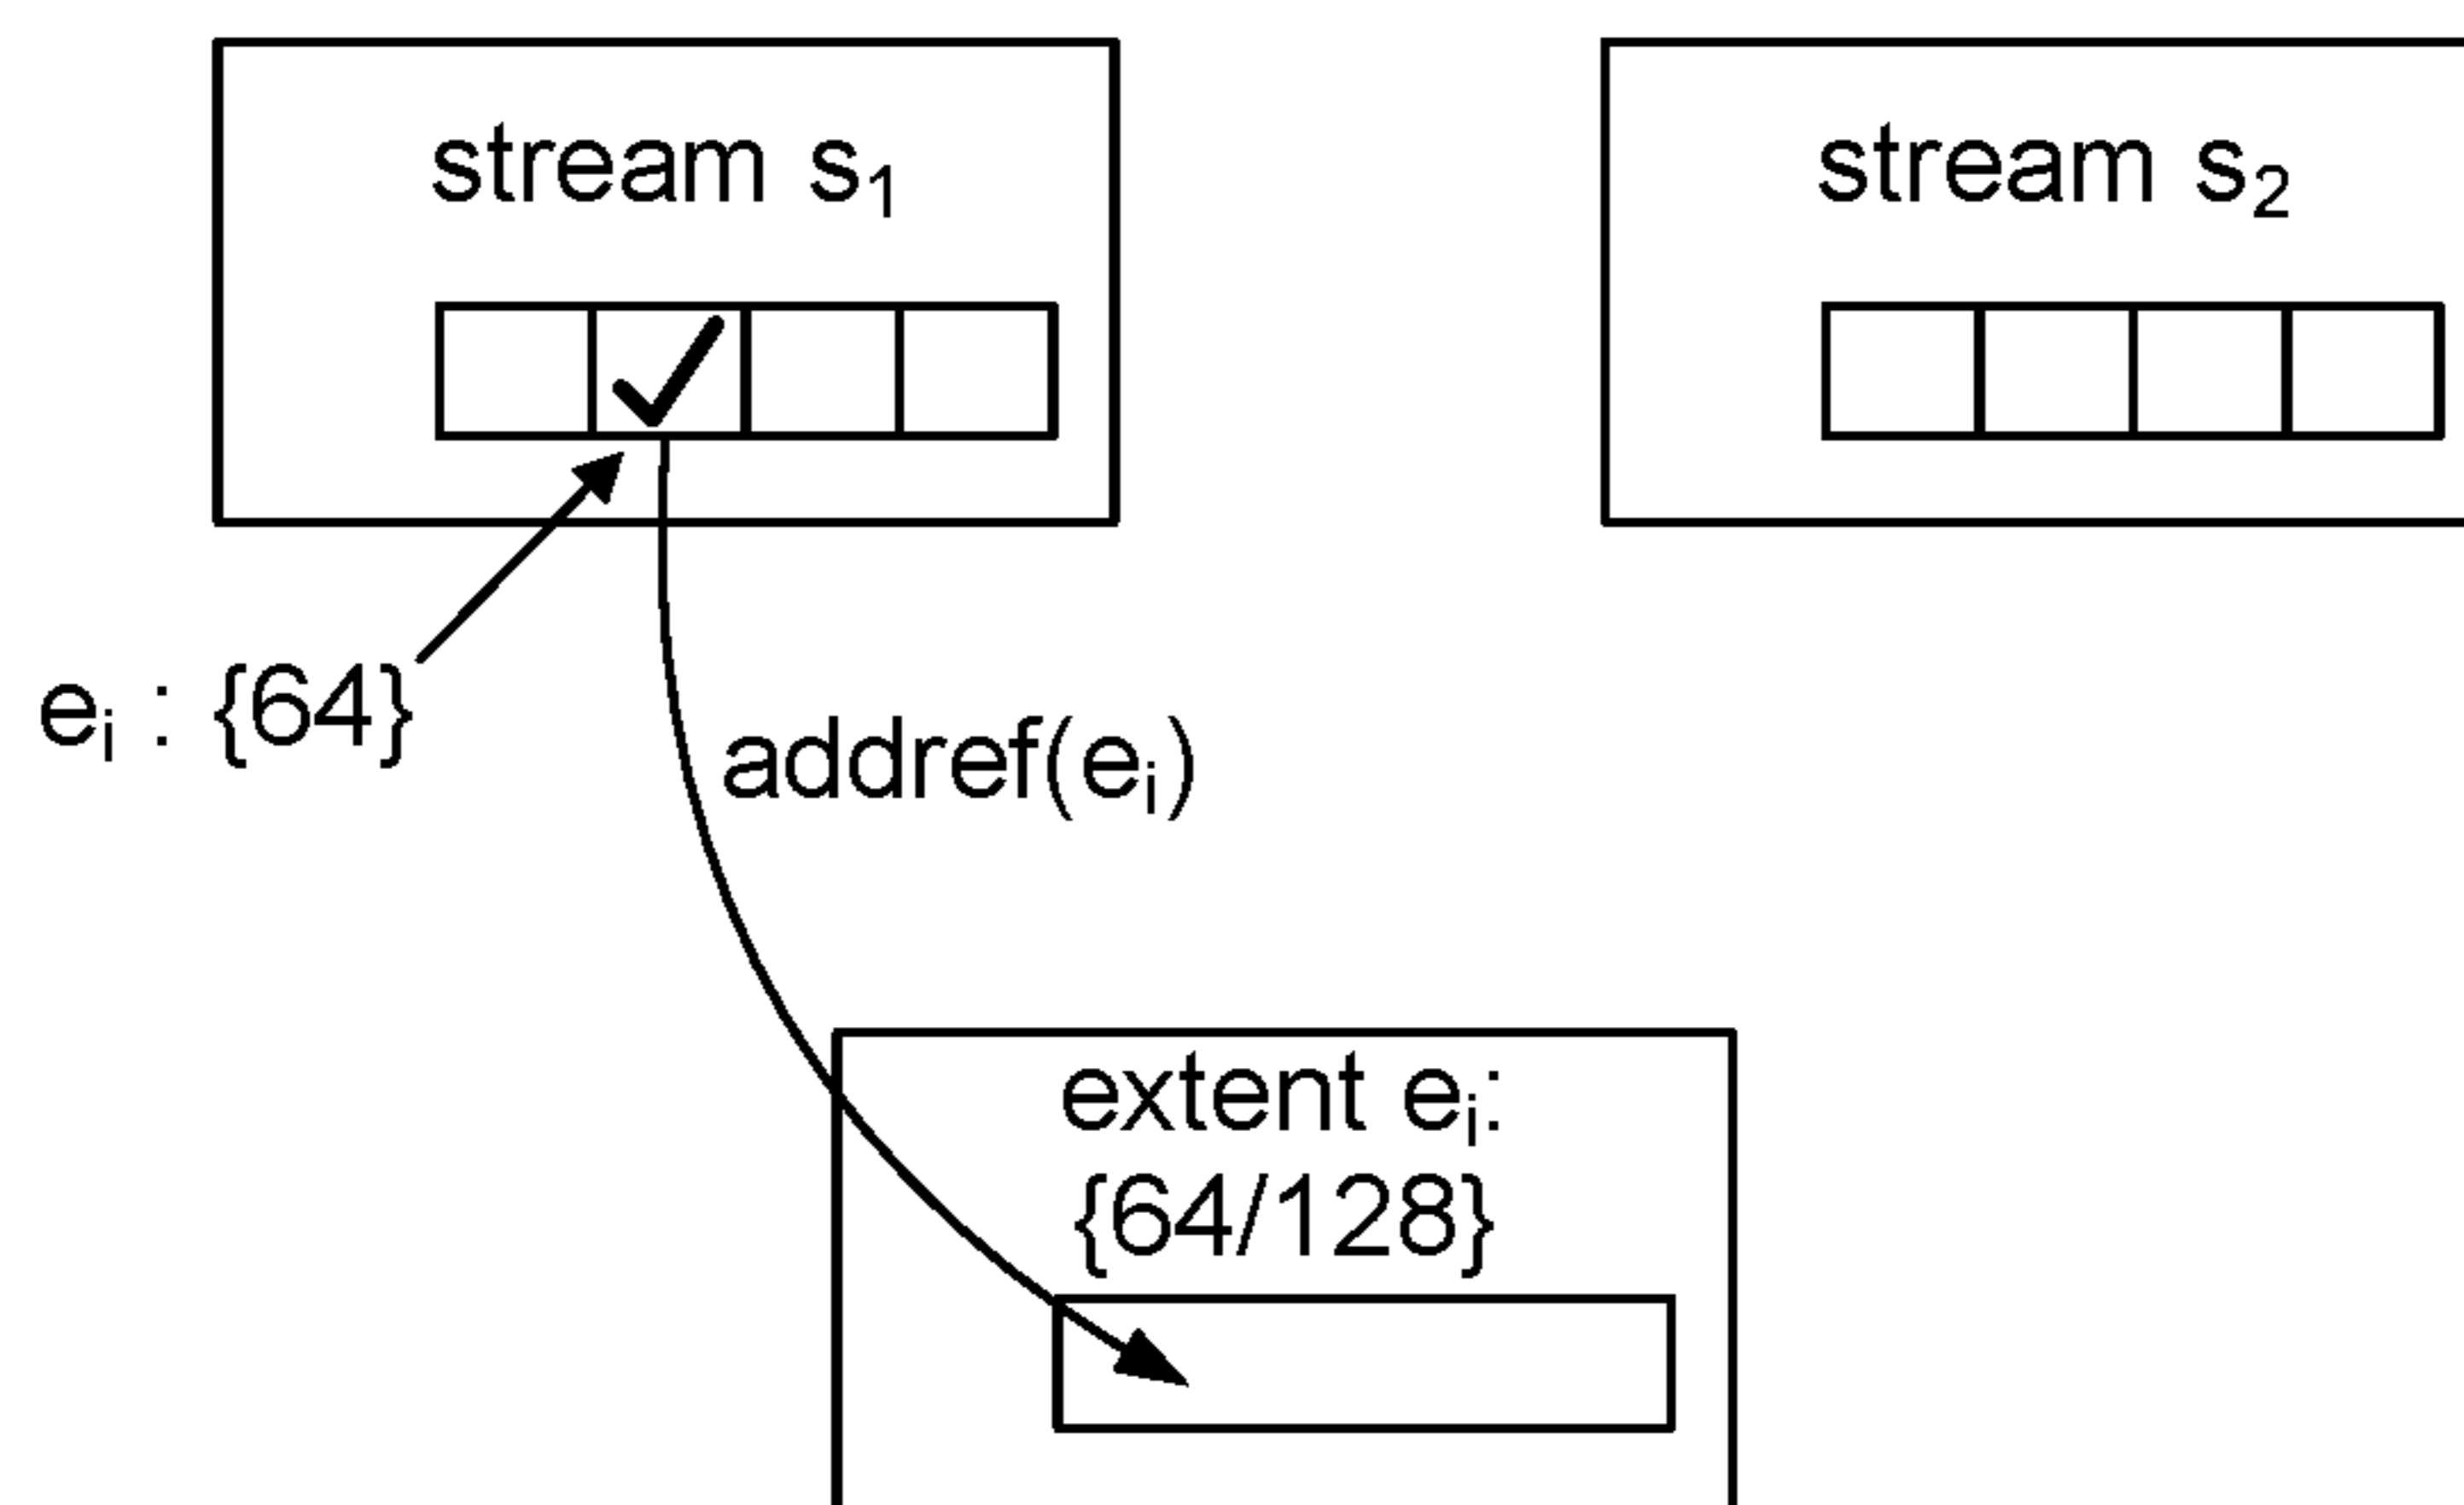 stream s₁
stream s₂
eᵢ : {64}
addref(eᵢ)
extent eᵢ:
{64/128}